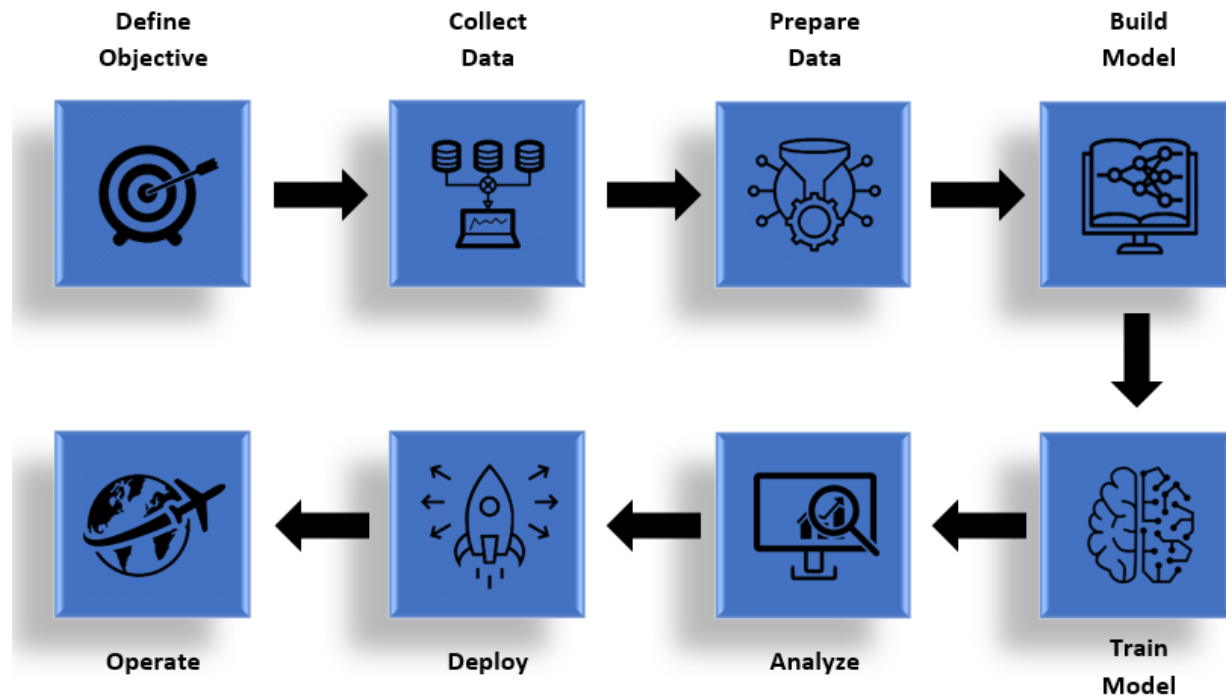 Define
Objective
Collect
Data
Prepare
Data
Build
Model
Train
Model
Analyze
Deploy
Operate